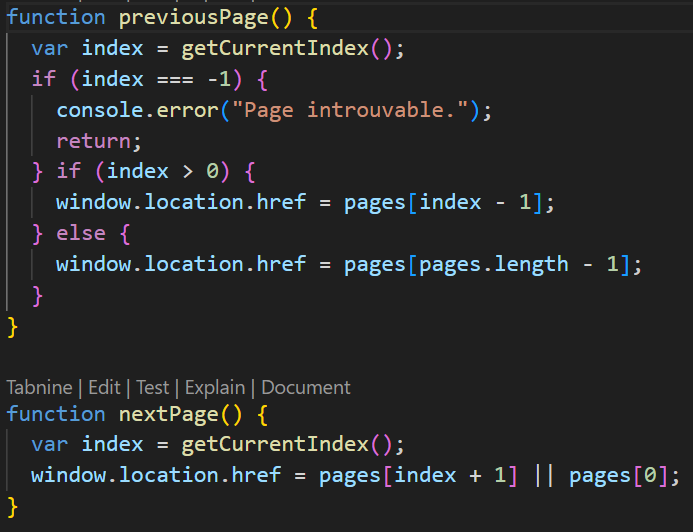 function previousPage() {
  var index = getCurrentIndex();
  if (index === -1) {
    console.error("Page introuvable.");
    return;
  } if (index > 0) {
    window.location.href = pages[index - 1];
  } else {
    window.location.href = pages[pages.length - 1];
  }
}
Tabnine | Edit | Test | Explain | Document
function nextPage() {
  var index = getCurrentIndex();
  window.location.href = pages[index + 1] || pages[0];
}